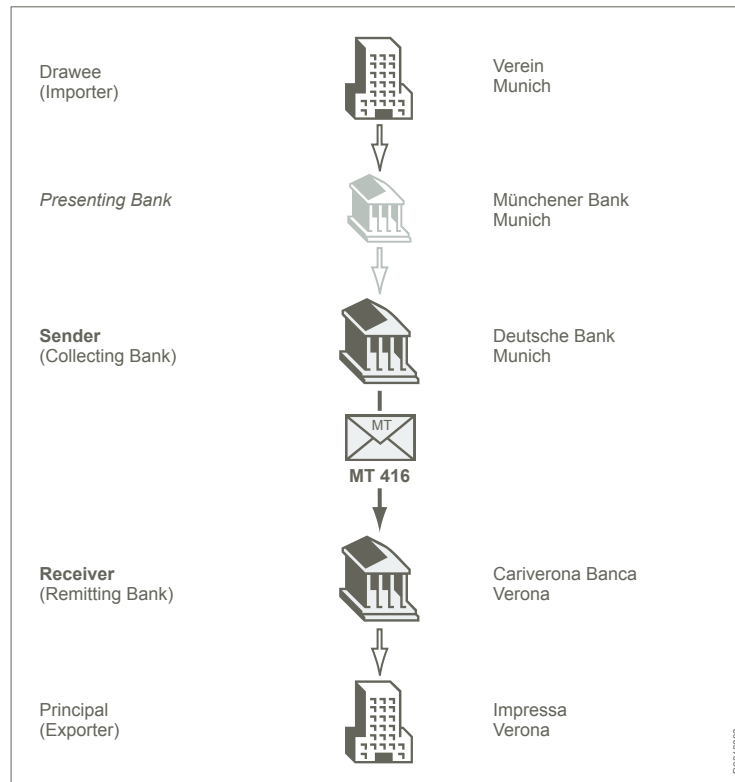 Drawee
(Importer)
Verein
Munich
Presenting Bank
Münchener Bank
Munich
Sender
(Collecting Bank)
Deutsche Bank
Munich
MT
MT 416
Receiver
(Remitting Bank)
Cariverona Banca
Verona
Principal
(Exporter)
Impressa
Verona